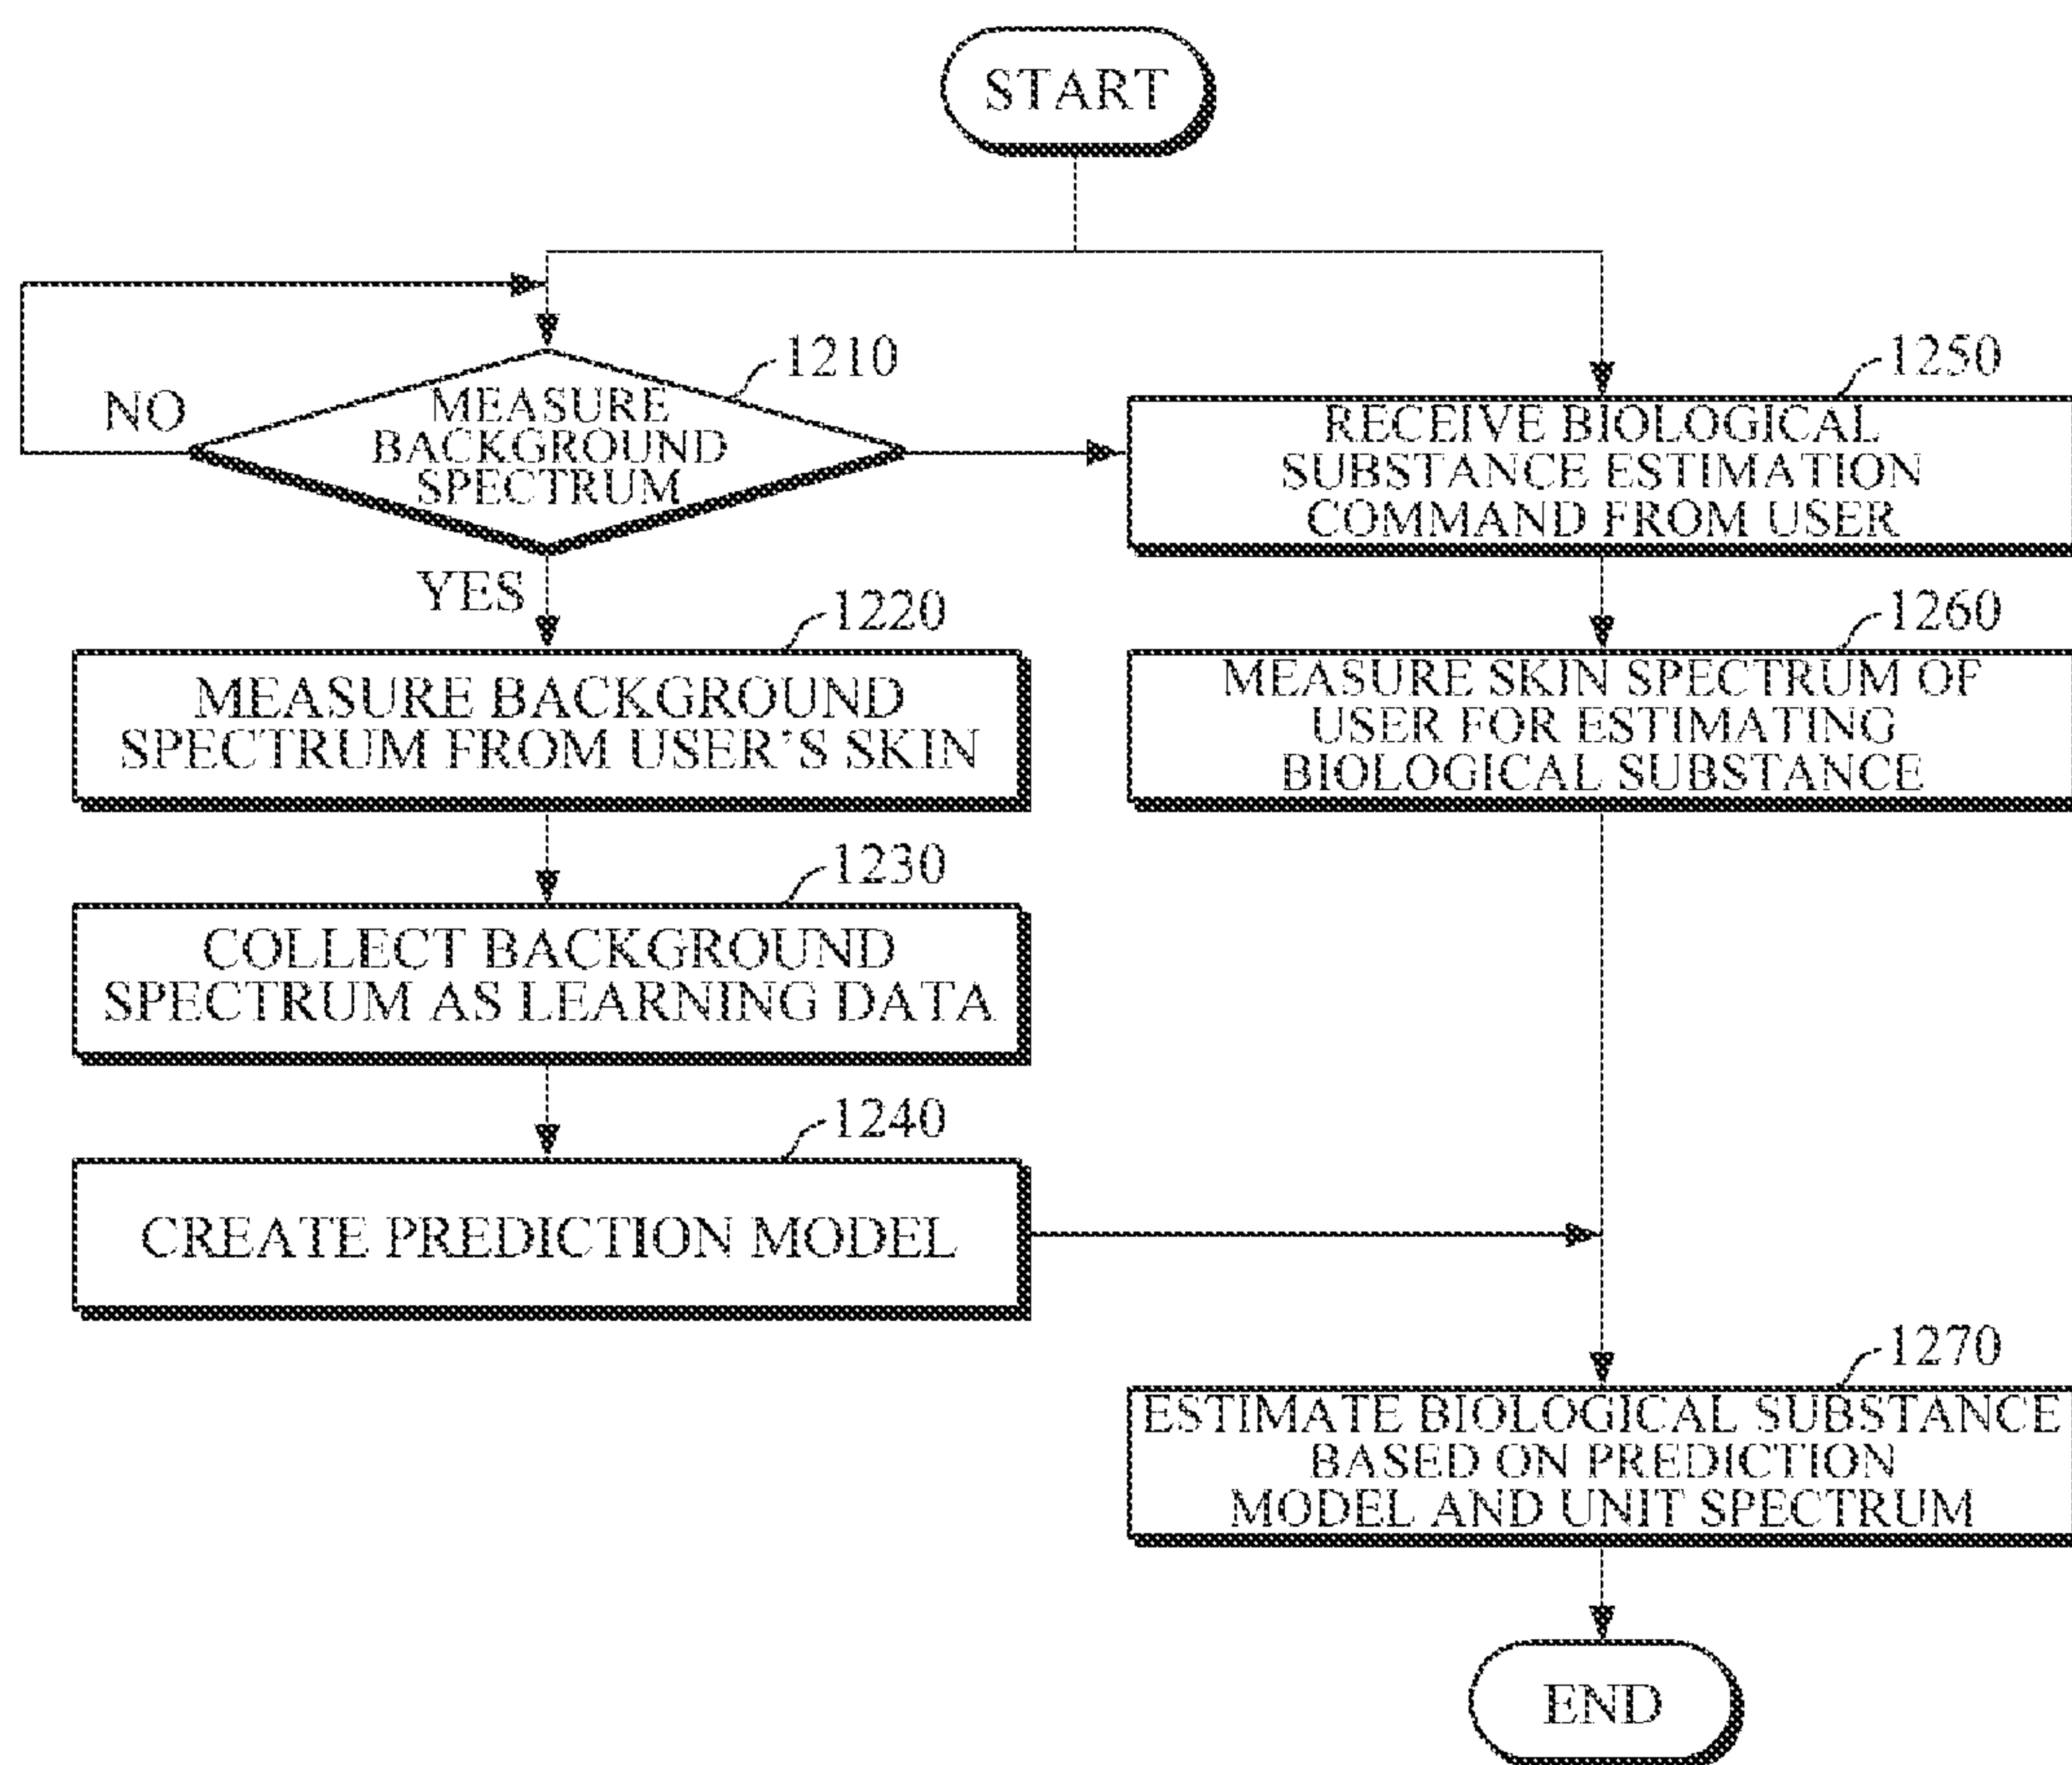 START
1210
NO
MEASURE
BACKGROUND
SPECTRUM
YES
1220
MEASURE BACKGROUND
SPECTRUM FROM USER'S SKIN
1230
COLLECT BACKGROUND
SPECTRUM AS LEARNING DATA
1240
CREATE PREDICTION MODEL
1250
RECEIVE BIOLOGICAL
SUBSTANCE ESTIMATION
COMMAND FROM USER
1260
MEASURE SKIN SPECTRUM OF
USER FOR ESTIMATING
BIOLOGICAL SUBSTANCE
1270
ESTIMATE BIOLOGICAL SUBSTANCE
BASED ON PREDICTION
MODEL AND UNIT SPECTRUM
END